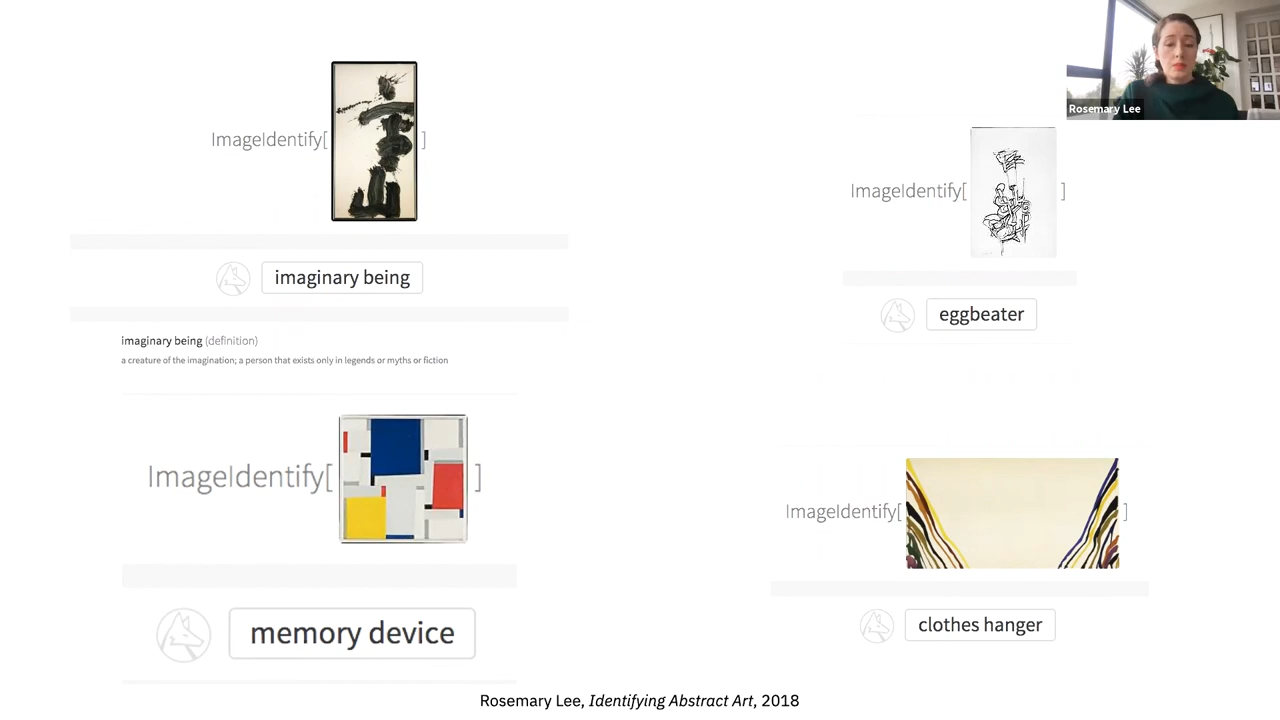 Rosemary Lee
ImageIdentify[ ]
imaginary being
imaginary being (definition)
a creature of the imagination; a person that exists only in legends or myths or fiction
ImageIdentify[ ]
eggbeater
ImageIdentify[ ]
memory device
ImageIdentify[ ]
clothes hanger
Rosemary Lee, Identifying Abstract Art, 2018